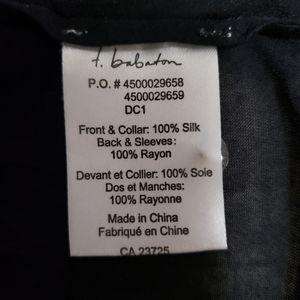 t. babaton
P.O. # 4500029658
4500029659
DC1
Front & Collar: 100% Silk
Back & Sleeves:
100% Rayon
Devant et Collier: 100% Soie
Dos et Manches:
100% Rayonne
Made in China
Fabriqué en Chine
CA 23725